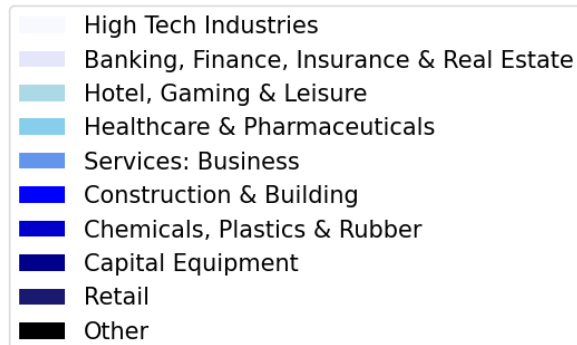 High Tech Industries
Banking, Finance, Insurance & Real Estate
Hotel, Gaming & Leisure
Healthcare & Pharmaceuticals
Services: Business
Construction & Building
Chemicals, Plastics & Rubber
Capital Equipment
Retail
Other